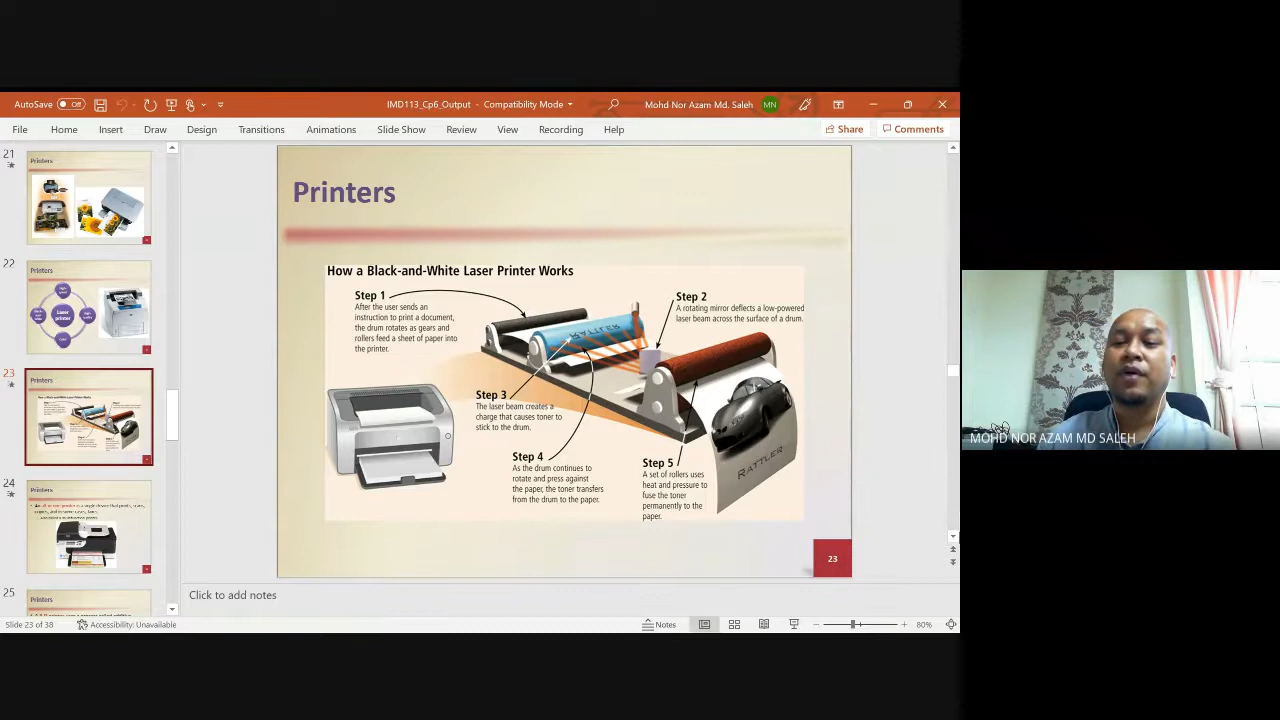 AutoSave Off
IMD113_Cp6_Output - Compatibility Mode
Mohd Nor Azam Md. Saleh MN
File Home Insert Draw Design Transitions Animations Slide Show Review View Recording Help
Share Comments
21
Printers
22
Printers
Laser printer
23
Printers
24
Printers
25
Printers
Printers
How a Black-and-White Laser Printer Works
Step 1
After the user sends an
instruction to print a document,
the drum rotates as gears and
rollers feed a sheet of paper into
the printer.
Step 2
A rotating mirror deflects a low-powered
laser beam across the surface of a drum.
RATTLER
Step 3
The laser beam creates a
charge that causes toner to
stick to the drum.
Step 4
As the drum continues to
rotate and press against
the paper, the toner transfers
from the drum to the paper.
Step 5
A set of rollers uses
heat and pressure to
fuse the toner
permanently to the
paper.
RATTLER
23
Click to add notes
Slide 23 of 38 Accessibility: Unavailable
Notes
80%
MOHD NOR AZAM MD SALEH